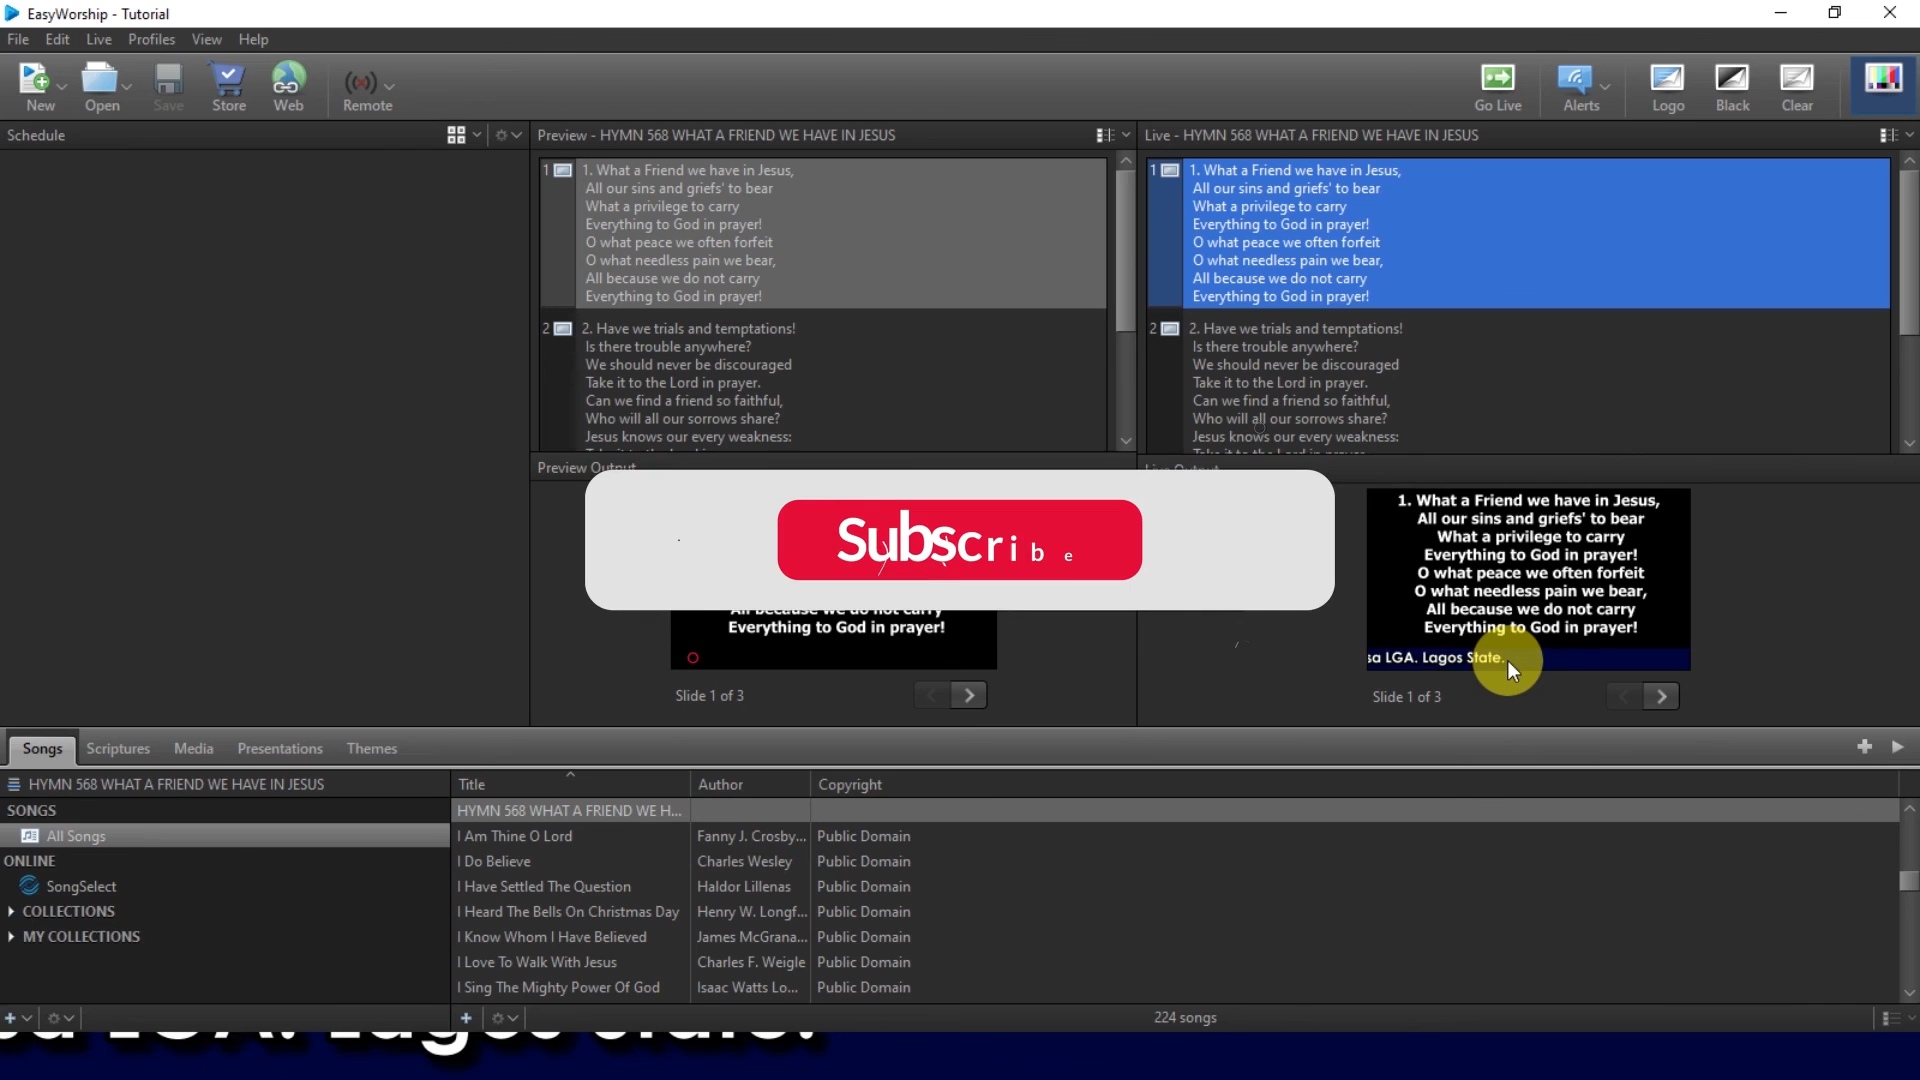 EasyWorship - Tutorial
File Edit Live Profiles View Help
New Open Save Store Web Remote Go Live Alerts Logo Black Clear
Schedule
Preview - HYMN 568 WHAT A FRIEND WE HAVE IN JESUS
Live - HYMN 568 WHAT A FRIEND WE HAVE IN JESUS
1 1. What a Friend we have in Jesus,
All our sins and griefs' to bear
What a privilege to carry
Everything to God in prayer!
O what peace we often forfeit
O what needless pain we bear,
All because we do not carry
Everything to God in prayer!
2 2. Have we trials and temptations!
Is there trouble anywhere?
We should never be discouraged
Take it to the Lord in prayer.
Can we find a friend so faithful,
Who will all our sorrows share?
Jesus knows our every weakness:
1 1. What a Friend we have in Jesus,
All our sins and griefs' to bear
What a privilege to carry
Everything to God in prayer!
O what peace we often forfeit
O what needless pain we bear,
All because we do not carry
Everything to God in prayer!
2 2. Have we trials and temptations!
Is there trouble anywhere?
We should never be discouraged
Take it to the Lord in prayer.
Can we find a friend so faithful,
Who will all our sorrows share?
Jesus knows our every weakness:
Preview Output
Live Output
Subscribe
All because we do not carry
Everything to God in prayer!
Slide 1 of 3
1. What a Friend we have in Jesus,
All our sins and griefs' to bear
What a privilege to carry
Everything to God in prayer!
O what peace we often forfeit
O what needless pain we bear,
All because we do not carry
Everything to God in prayer!
sa LGA. Lagos State.
Slide 1 of 3
Songs Scriptures Media Presentations Themes
HYMN 568 WHAT A FRIEND WE HAVE IN JESUS
SONGS
All Songs
ONLINE
SongSelect
COLLECTIONS
MY COLLECTIONS
Title Author Copyright
HYMN 568 WHAT A FRIEND WE H...
I Am Thine O Lord Fanny J. Crosby... Public Domain
I Do Believe Charles Wesley Public Domain
I Have Settled The Question Haldor Lillenas Public Domain
I Heard The Bells On Christmas Day Henry W. Longf... Public Domain
I Know Whom I Have Believed James McGrana... Public Domain
I Love To Walk With Jesus Charles F. Weigle Public Domain
I Sing The Mighty Power Of God Isaac Watts Lo... Public Domain
224 songs
LGA. Lagos State.